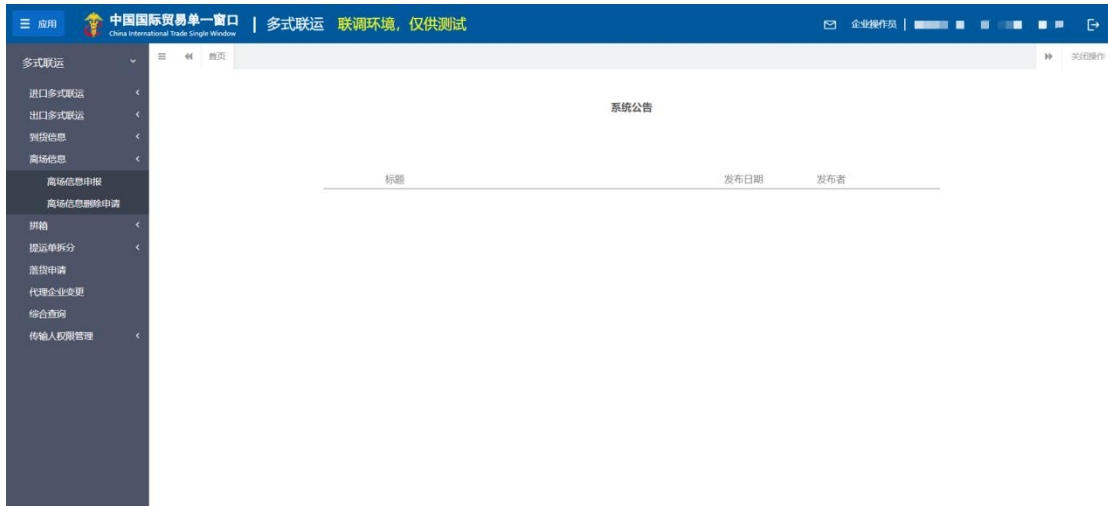 应用
中国国际贸易单一窗口
China International Trade Single Window
多式联运 联调环境，仅供测试
企业操作员
多式联运
首页
关闭操作
进口多式联运
出口多式联运
到货信息
离场信息
离场信息申报
离场信息删除申请
拼箱
提运单拆分
落货申请
代理企业变更
综合查询
传输人权限管理
系统公告
标题 发布日期 发布者